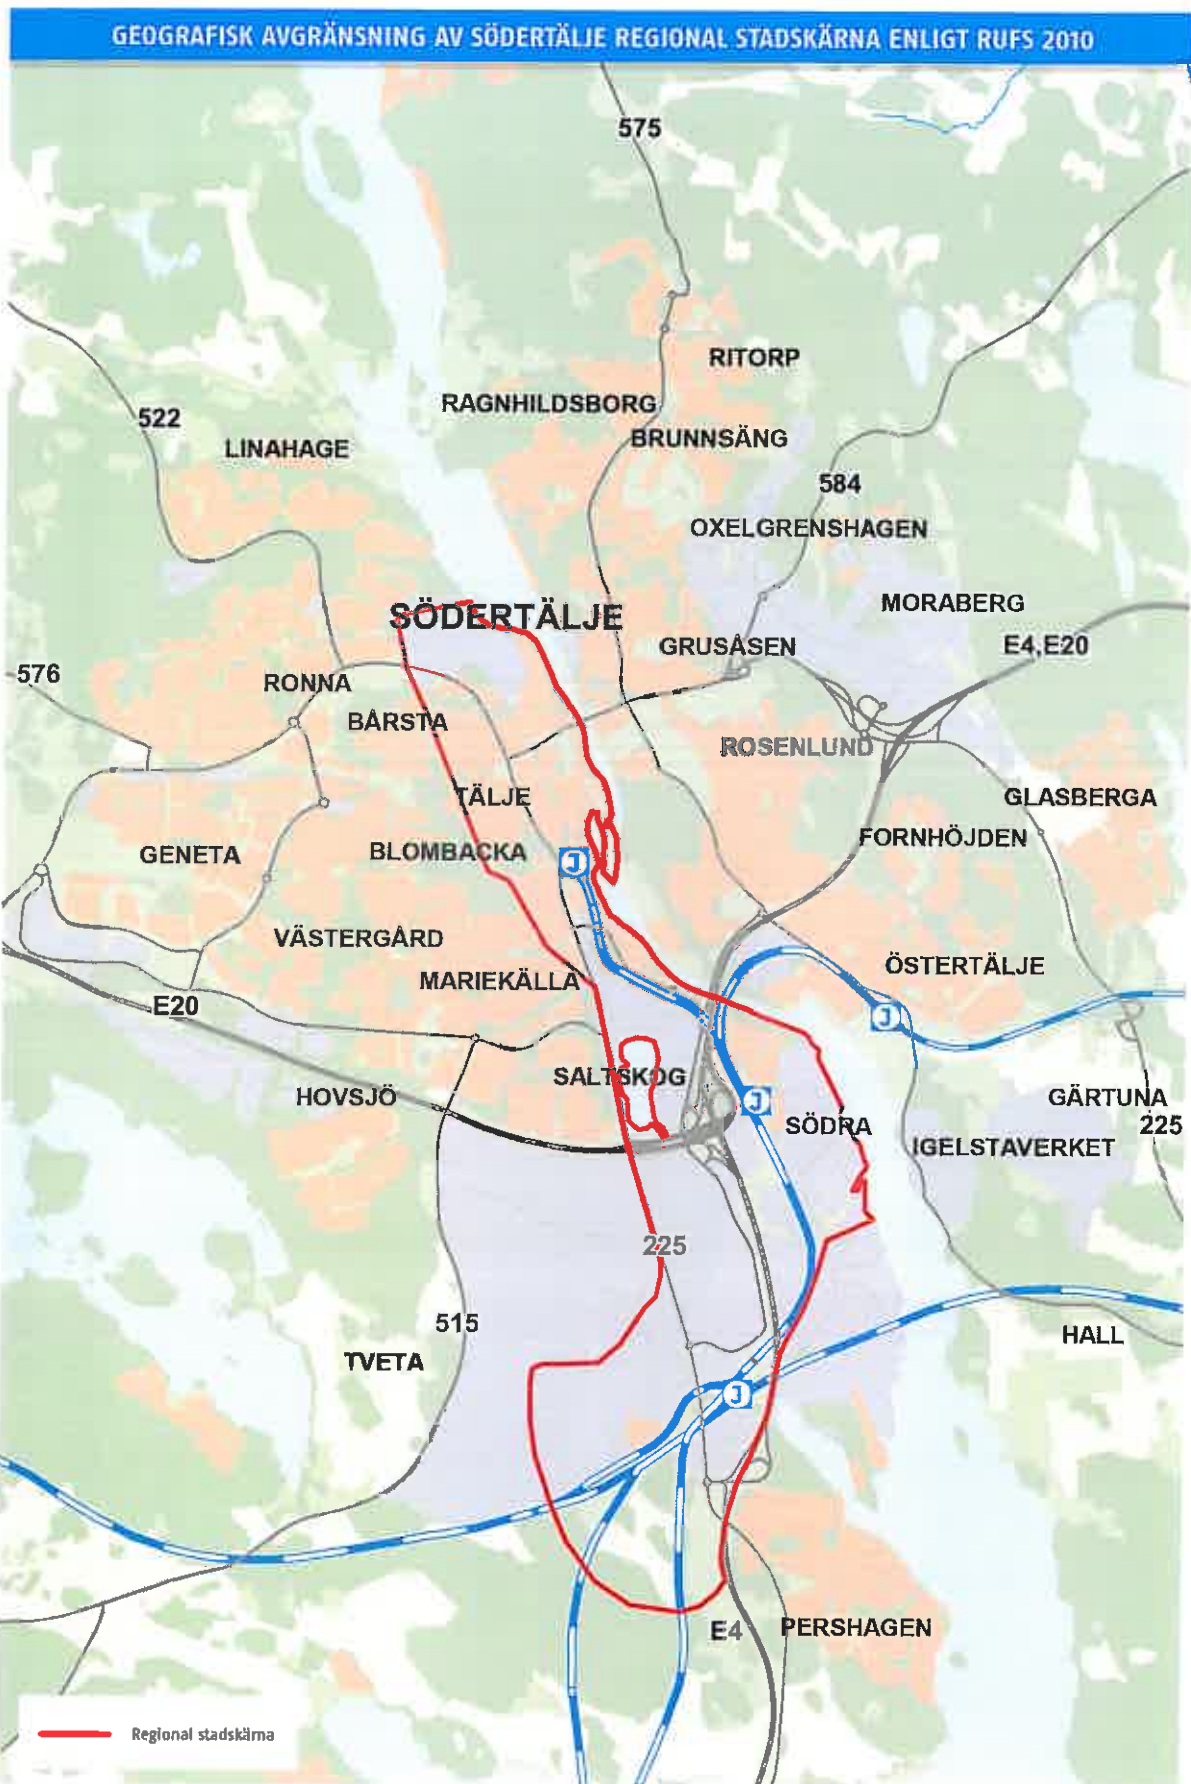 GEOGRAFISK AVGRÄNSNING AV SÖDERTÄLJE REGIONAL STADSKÄRNA ENLIGT RUFS 2010
575
RITORP
RAGNHILDSBORG
522
BRUNNSÄNG
LINAHAGE
584
OXELGRENSHAGEN
MORABERG
SÖDERTÄLJE
GRUSÅSEN
E4,E20
576
RONNA
BÅRSTA
ROSENLUND
TÄLJE
GLASBERGA
FORNHÖJDEN
GENETA
BLOMBACKA
J
VÄSTERGÅRD
ÖSTERTÄLJE
MARIEKÄLLA
E20
J
SALTSKOG
HOVSJÖ
J
GÄRTUNA
SÖDRA
225
IGELSTAVERKET
225
515
HALL
TVETA
J
E4
PERSHAGEN
Regional stadskärna